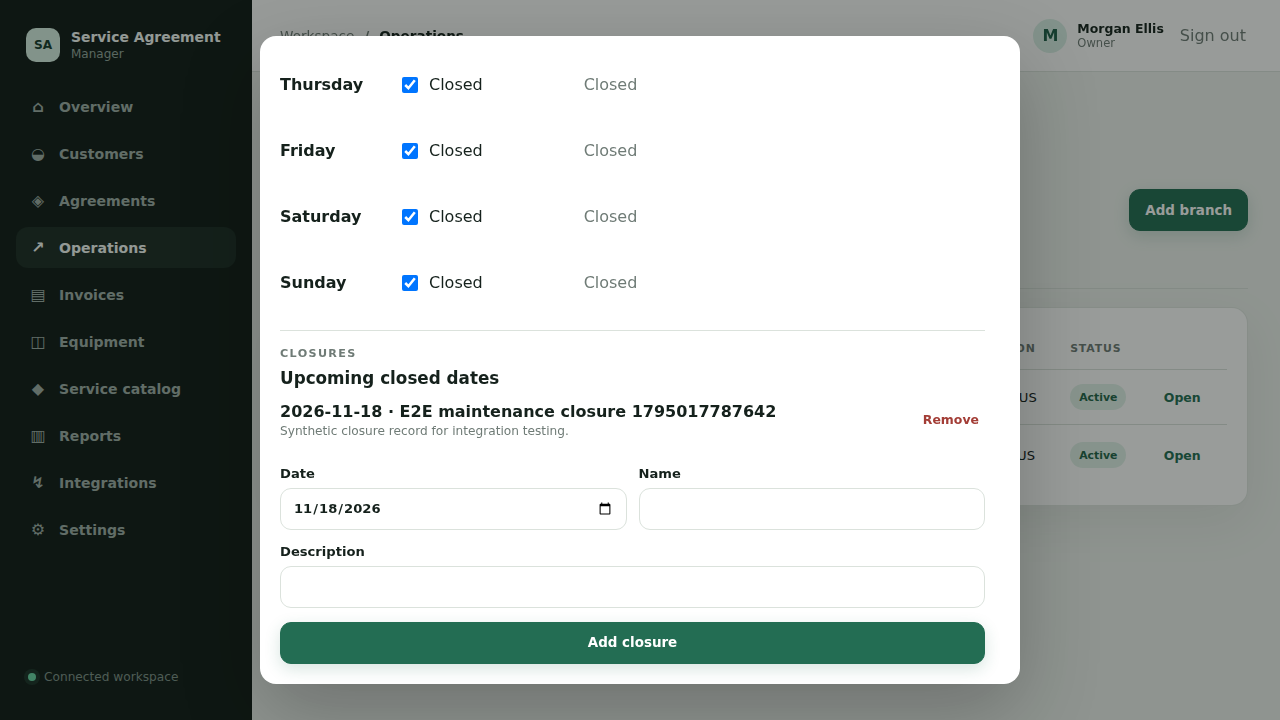 SA
Service Agreement
Manager
Overview
Customers
Agreements
Operations
Invoices
Equipment
Service catalog
Reports
Integrations
Settings
Connected workspace
Workspace / Operations
M
Morgan Ellis
Owner
Sign out
Add branch
STATUS
US Active Open
US Active Open
Thursday Closed Closed
Friday Closed Closed
Saturday Closed Closed
Sunday Closed Closed
CLOSURES
Upcoming closed dates
2026-11-18 · E2E maintenance closure 1795017787642
Synthetic closure record for integration testing.
Remove
Date Name
11/18/2026
Description
Add closure